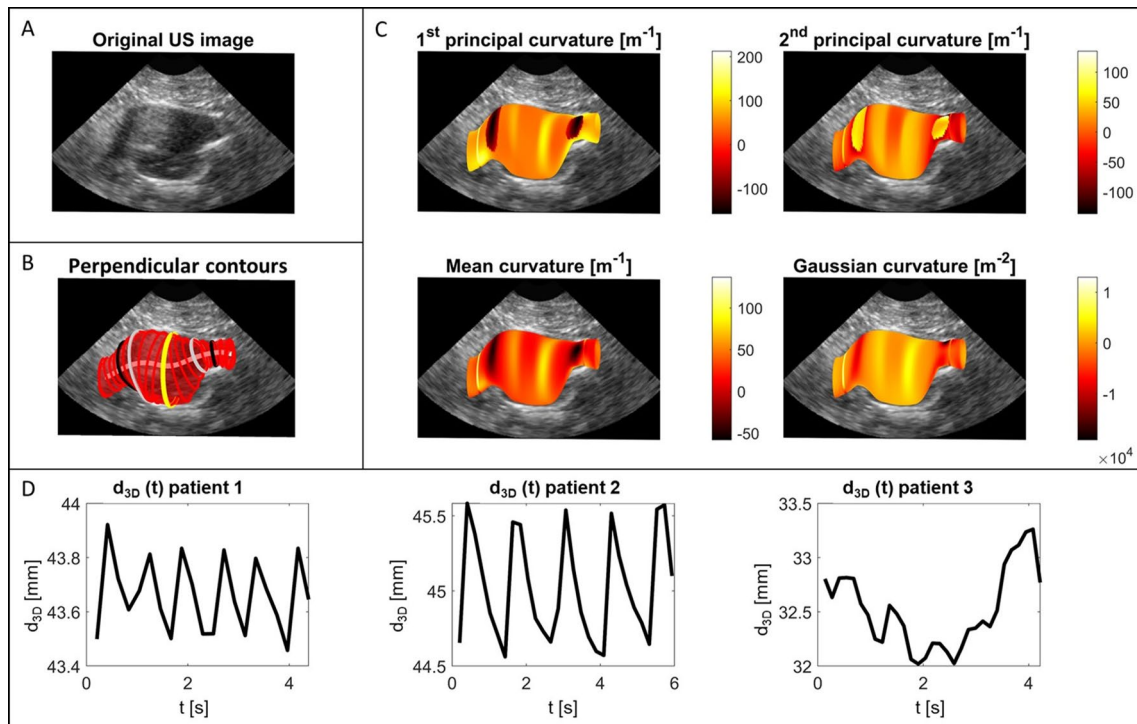 A
Original US image
C
1st principal curvature [m-1]
200
100
0
-100
2nd principal curvature [m-1]
100
50
0
-50
-100
B
Perpendicular contours
Mean curvature [m-1]
100
50
0
-50
Gaussian curvature [m-2]
1
0
-1
×10^4
D
d3D (t) patient 1
d3D [mm]
44
43.8
43.6
43.4
0
2
4
t [s]
d3D (t) patient 2
d3D [mm]
45.5
45
44.5
0
2
4
6
t [s]
d3D (t) patient 3
d3D [mm]
33.5
33
32.5
32
0
2
4
t [s]